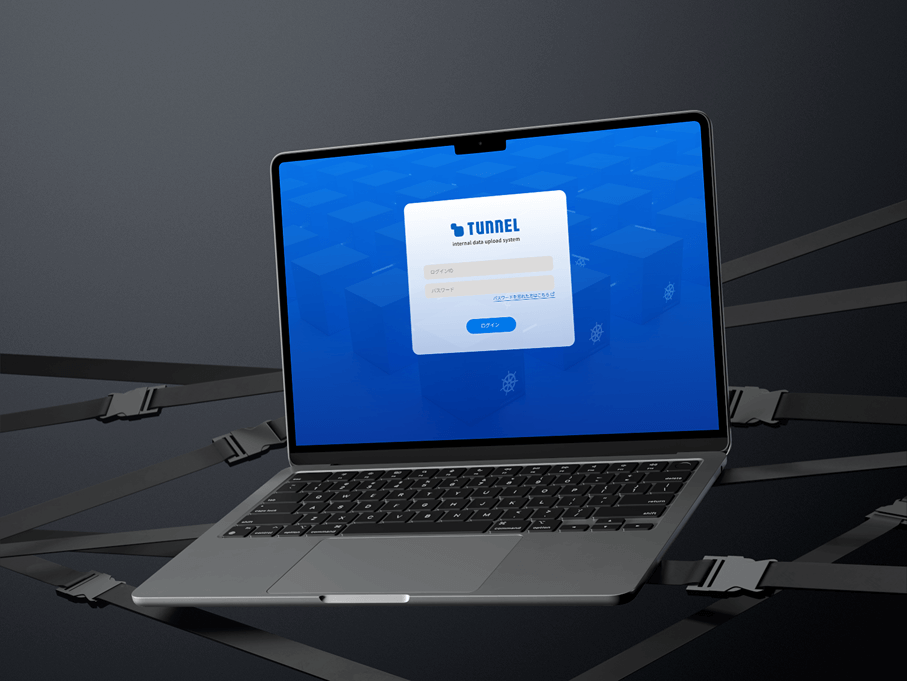 TUNNEL
internal data upload system
ログインID
パスワード
パスワードを忘れた方はこちら
ログイン